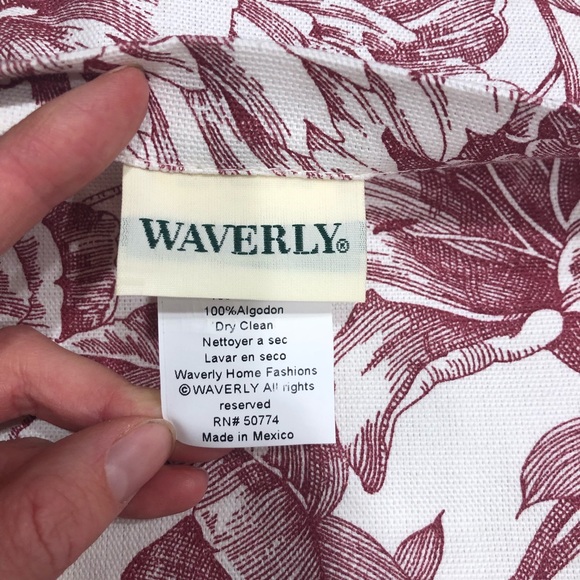 WAVERLY®
100%Algodon
Dry Clean
Nettoyer a sec
Lavar en seco
Waverly Home Fashions
©WAVERLY All rights
reserved
RN# 50774
Made in Mexico